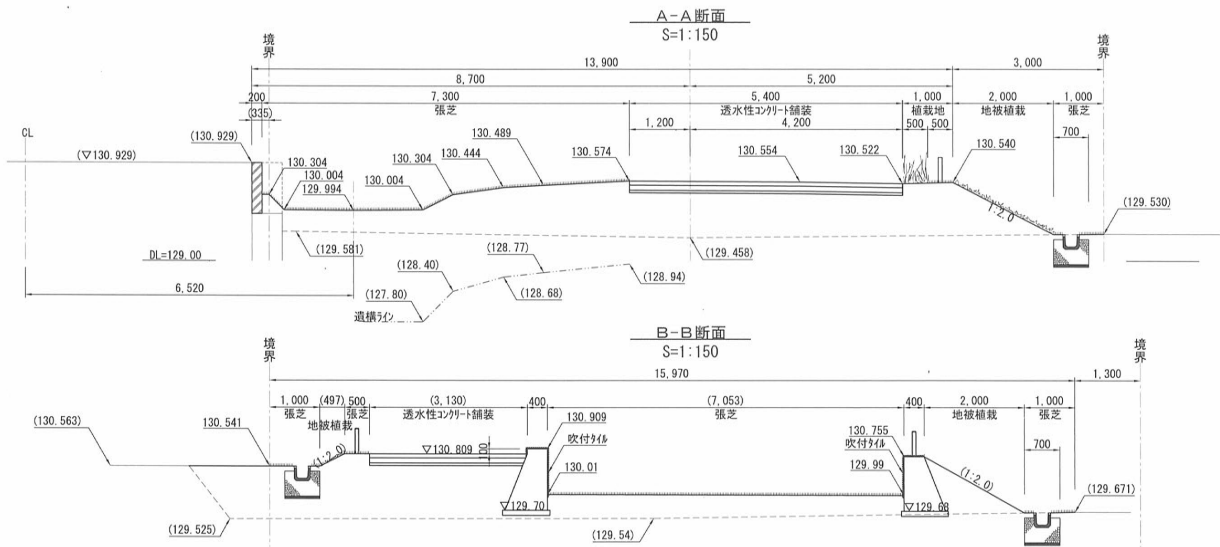 A-A断面
S=1:150
境界
境界
13,900
3,000
8,700
5,200
200
7,300
5,400
1,000
2,000
1,000
張芝
透水性コンクリート舗装
植栽地
地被植栽
張芝
(335)
1,200
4,200
500
500
700
CL
(▽130.929)
(130.929)
130.304
130.004
129.994
130.004
130.304
130.444
130.489
130.574
130.554
130.522
130.540
1:2.0
(129.530)
(129.581)
(129.458)
DL=129.00
6,520
(127.80)
(128.40)
(128.77)
(128.68)
(128.94)
遺構ライン
B-B断面
S=1:150
境界
境界
15,970
1,300
1,000
(497)
500
(3,130)
400
(7,053)
400
2,000
1,000
張芝
地被植栽
張芝
透水性コンクリート舗装
張芝
地被植栽
張芝
700
(130.563)
130.541
(1:2.0)
▽130.809
100
130.909
吹付タイル
130.01
▽129.70
130.755
吹付タイル
129.99
▽129.68
(1:2.0)
(129.671)
(129.525)
(129.54)